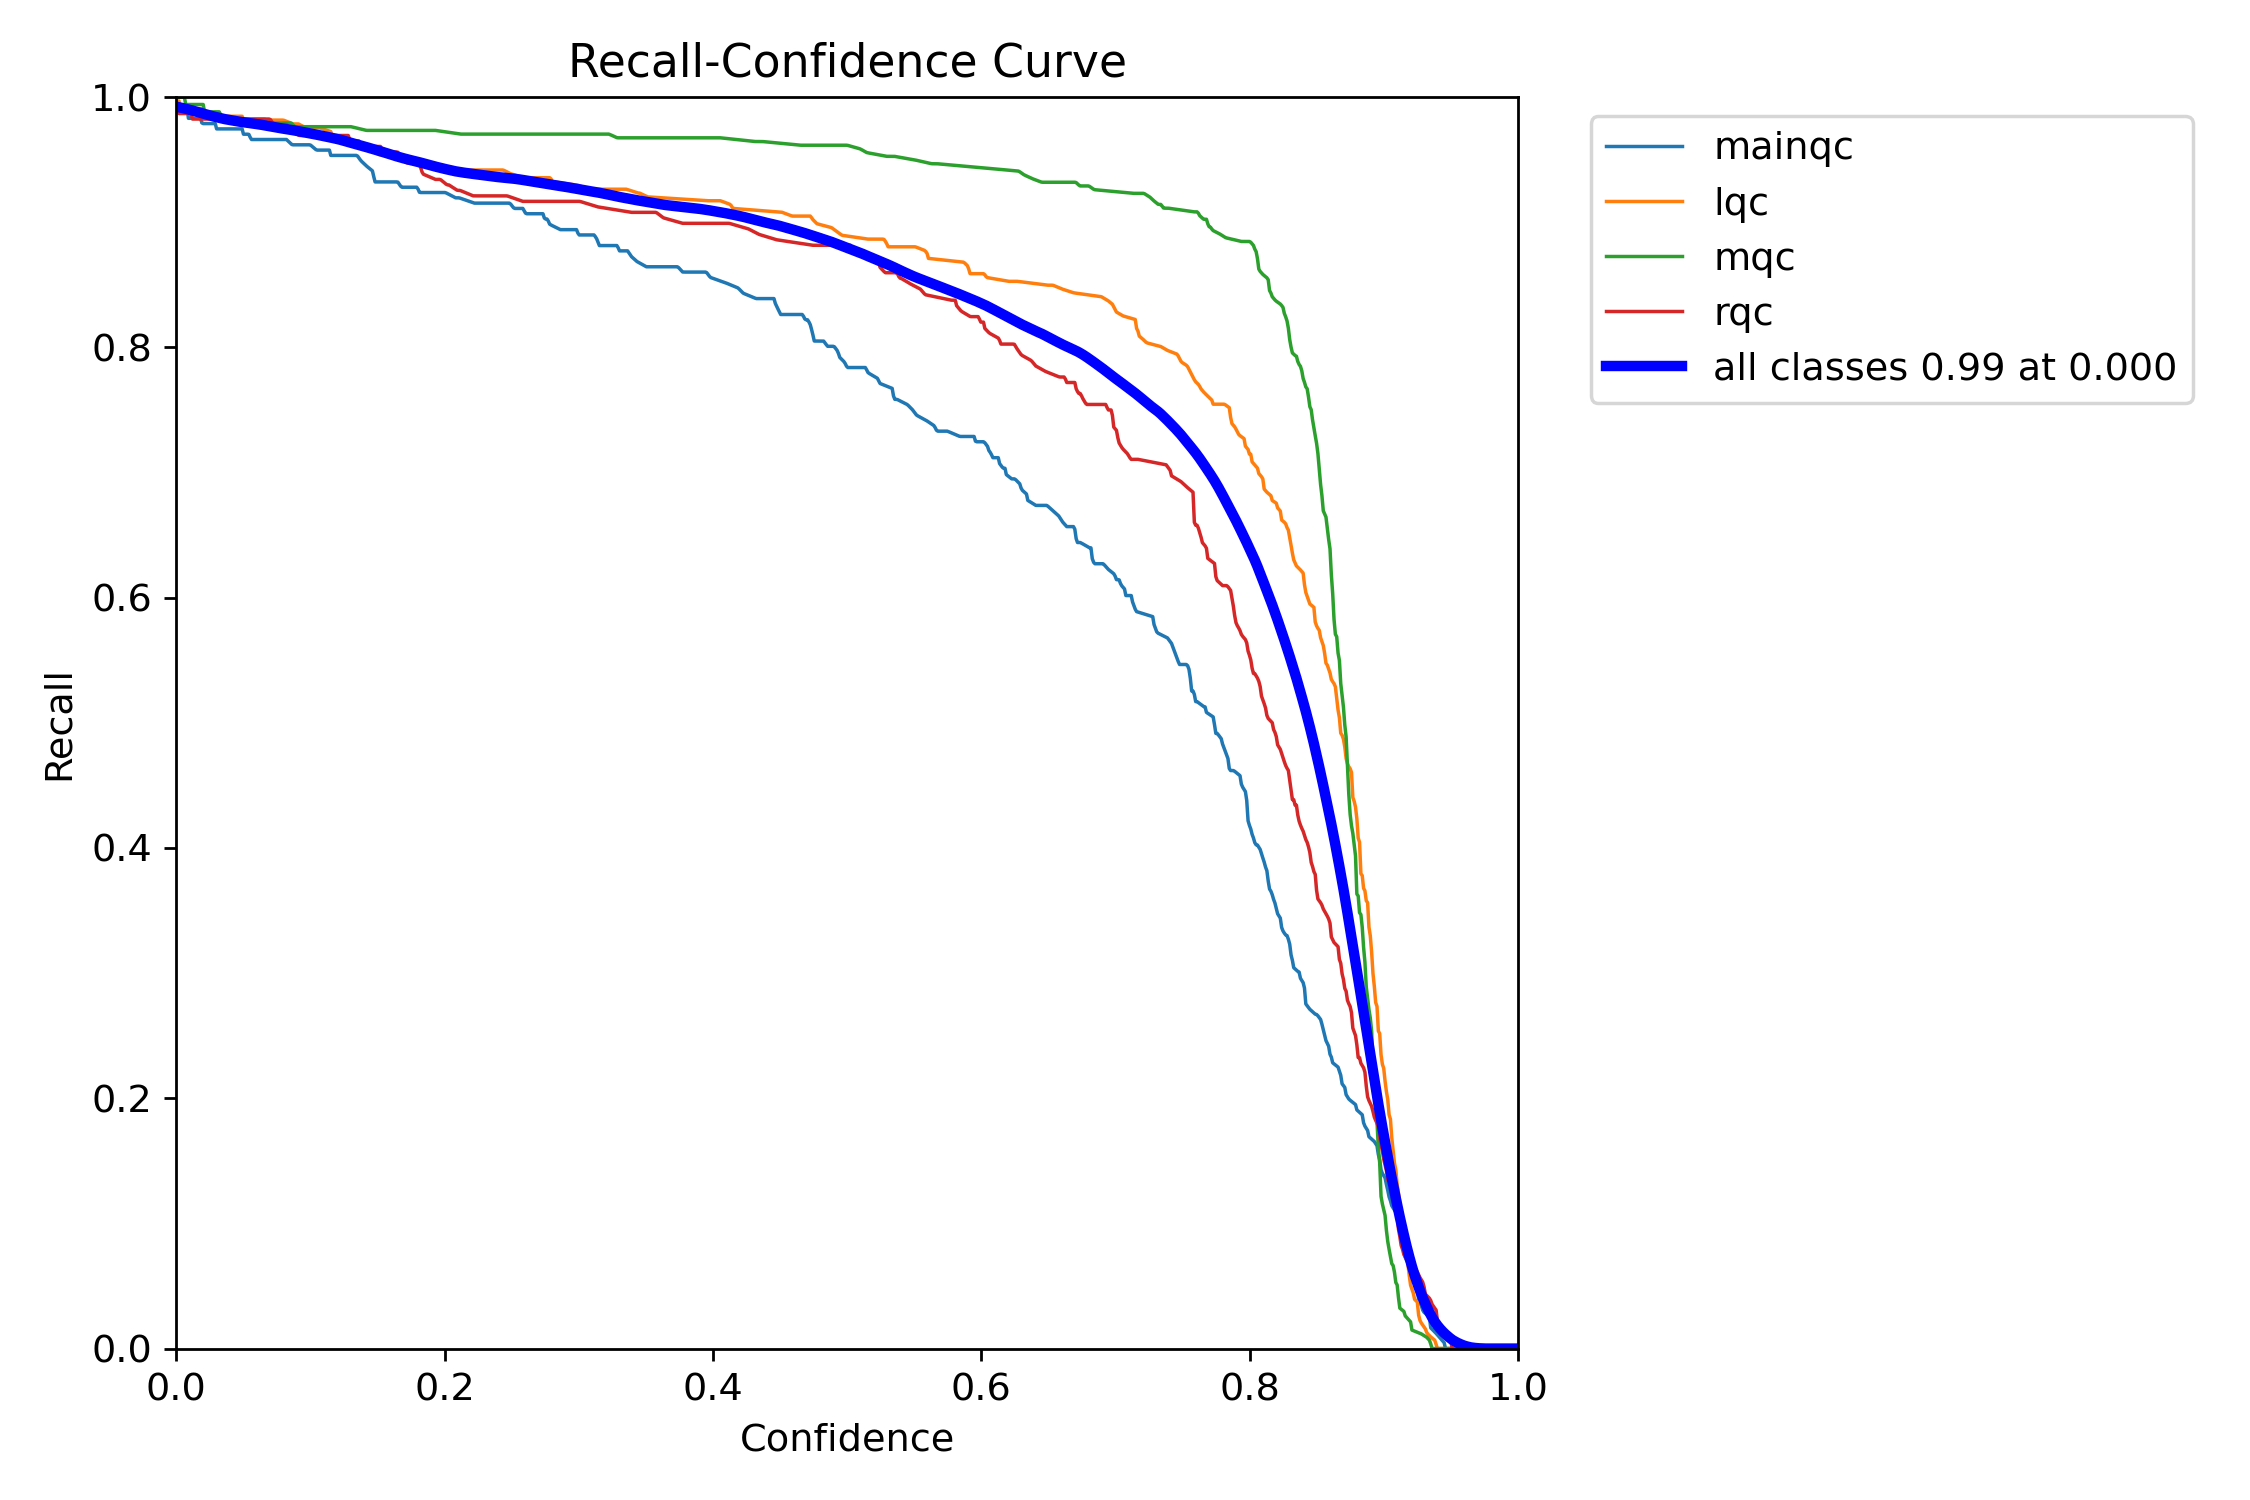 Recall-Confidence Curve
1.0
0.8
0.6
0.4
0.2
0.0
Recall
0.0 0.2 0.4 0.6 0.8 1.0
Confidence
mainqc
lqc
mqc
rqc
all classes 0.99 at 0.000